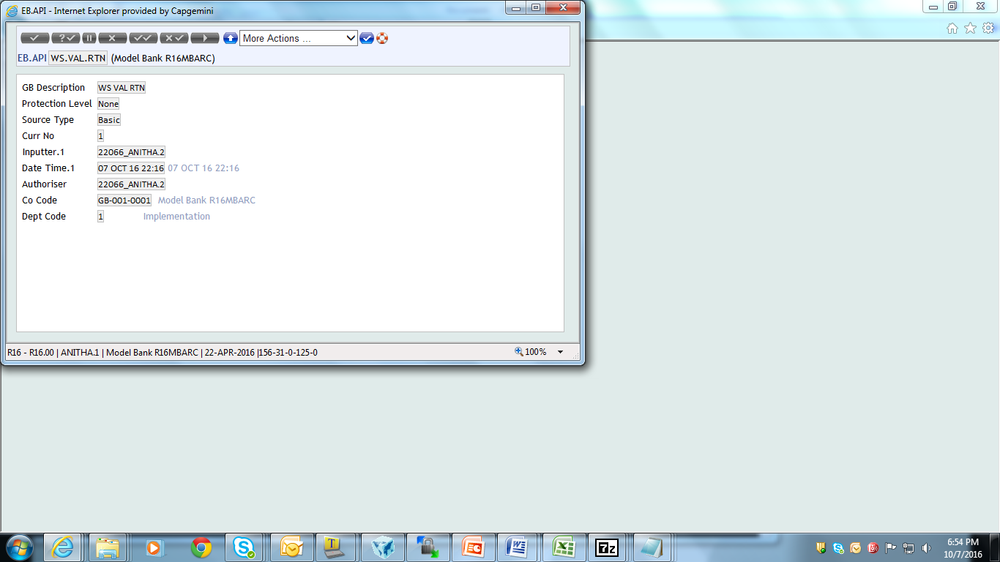 EB.API - Internet Explorer provided by Capgemini
More Actions ...
EB.API WS.VAL.RTN (Model Bank R16MBARC)
GB Description WS VAL RTN
Protection Level None
Source Type Basic
Curr No 1
Inputter.1 22066_ANITHA.2
Date Time.1 07 OCT 16 22:16 07 OCT 16 22:16
Authoriser 22066_ANITHA.2
Co Code GB-001-0001 Model Bank R16MBARC
Dept Code 1 Implementation
R16 - R16.00 | ANITHA.1 | Model Bank R16MBARC | 22-APR-2016 |156-31-0-125-0
100%
6:54 PM
10/7/2016